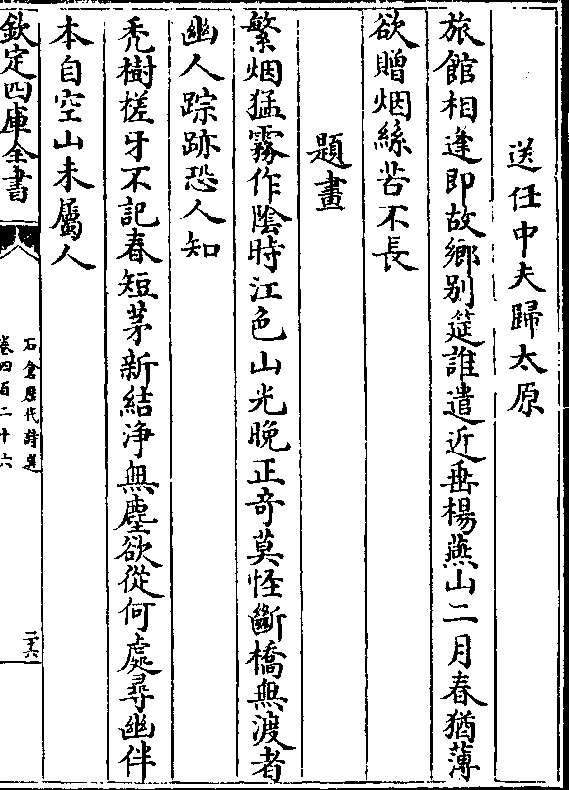 送任中夫歸太原
旅館相逢即故鄉别筵誰遣近垂楊燕山二月春猶薄
欲贈烟絲苦不長
題畫
繁烟猛霧作陰時江色山光晚正竒莫怪斷橋無渡者
幽人踪跡恐人知
秃樹槎牙不記春短茅新結淨無塵欲從何處尋幽伴
本自空山未屬人
欽定四庫全書
石倉歷代詩選
卷四百二十六
二十六